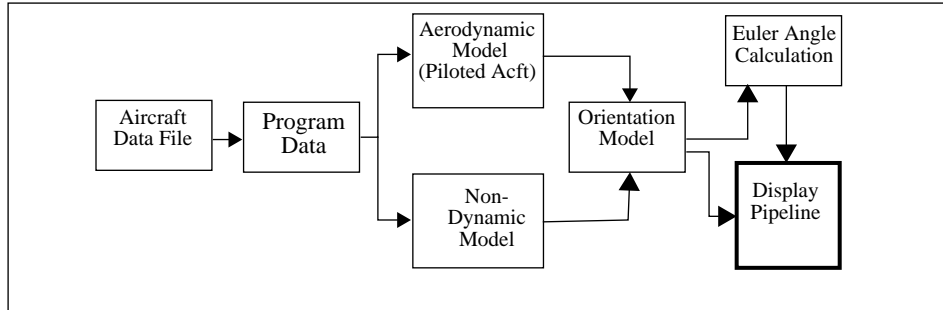 Aircraft
Data File
Program
Data
Aerodynamic
Model
(Piloted Acft)
Non-
Dynamic
Model
Orientation
Model
Euler Angle
Calculation
Display
Pipeline